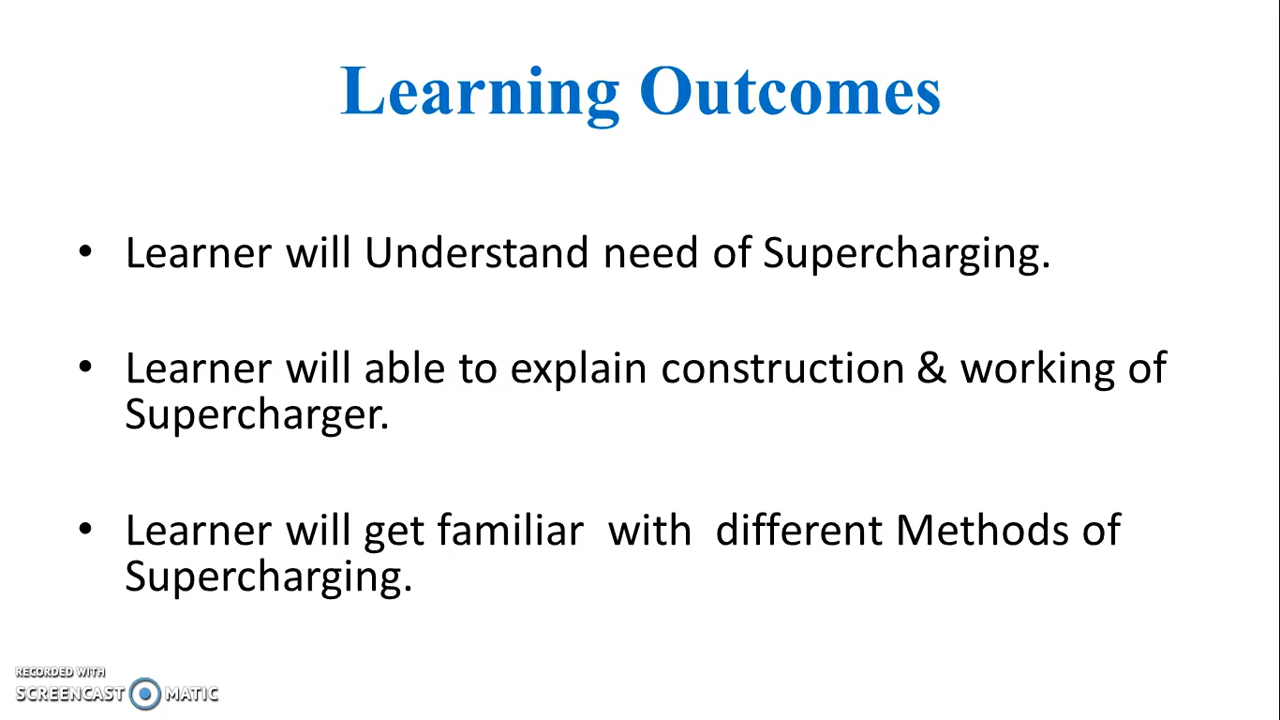 Learning Outcomes
• Learner will Understand need of Supercharging.
• Learner will able to explain construction & working of
Supercharger.
• Learner will get familiar with different Methods of
Supercharging.
RECORDED WITH
SCREENCAST MATIC